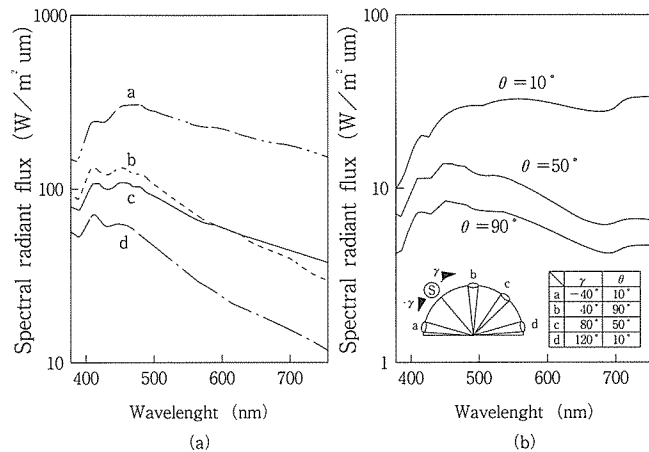 Spectral radiant flux (W/m² um)
1000
100
10
a
b
c
d
400 500 600 700
Wavelenght (nm)
(a)
Spectral radiant flux (W/m² um)
100
10
1
θ=10°
θ=50°
θ=90°
γ
-γ
S
a
b
c
d
γ θ
a -40° 10°
b 40° 90°
c 80° 50°
d 120° 10°
400 500 600 700
Wavelenght (nm)
(b)